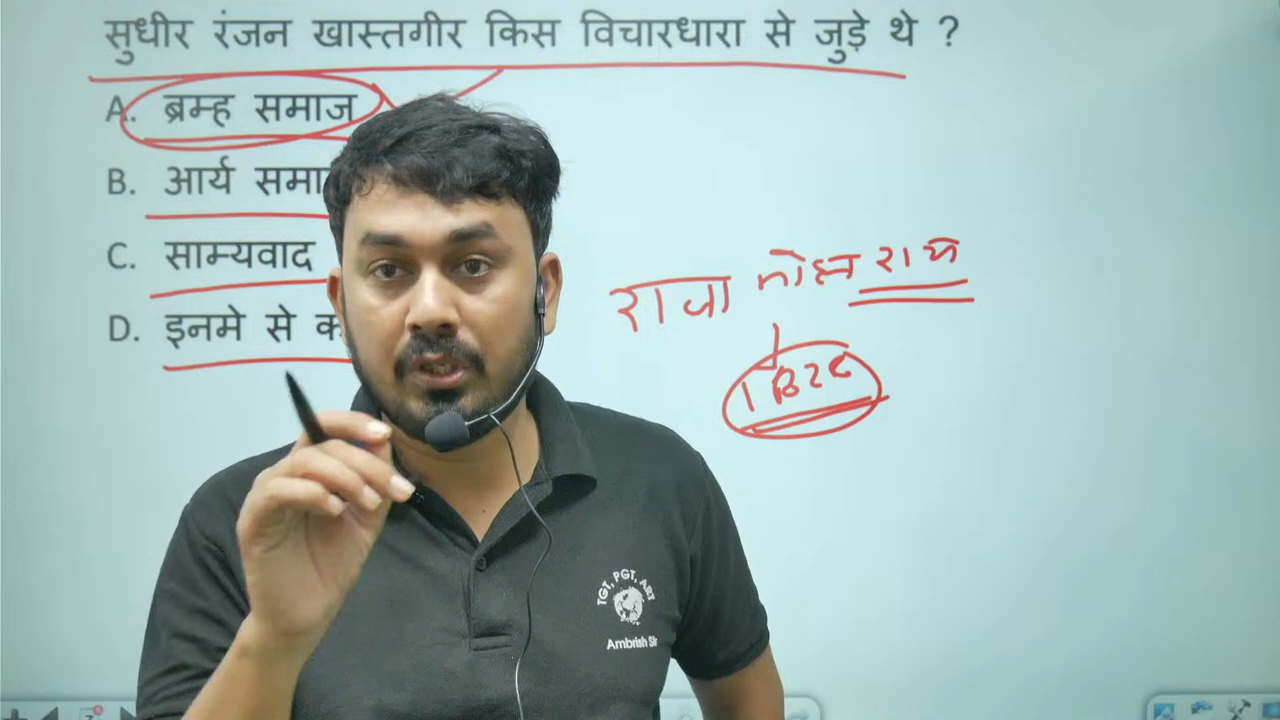 सुधीर रंजन खास्तगीर किस विचारधारा से जुड़े थे ?
A. ब्रम्ह समाज
B. आर्य समा
C. साम्यवाद
D. इनमे से
राजा मोहन राय
1828
TGT, PGT, ART
Ambrish Sir